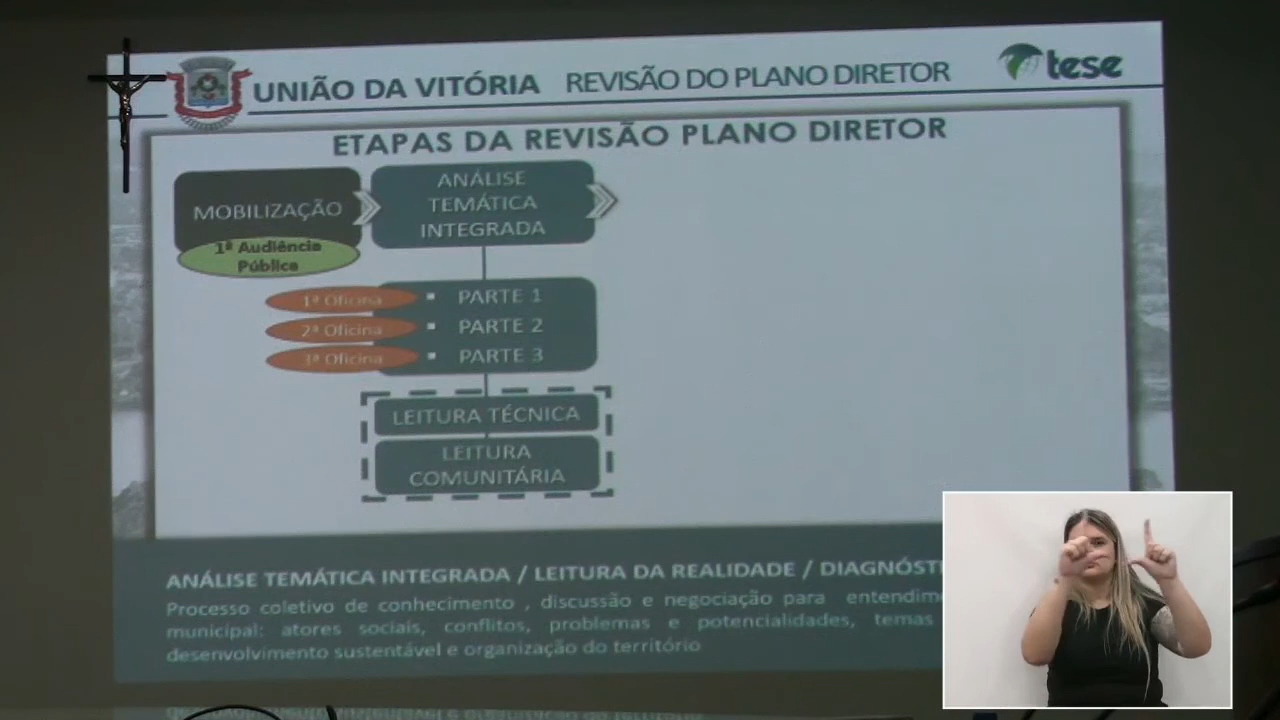 UNIÃO DA VITÓRIA REVISÃO DO PLANO DIRETOR
tese
ETAPAS DA REVISÃO PLANO DIRETOR
MOBILIZAÇÃO
1ª Audiência
Pública
ANÁLISE
TEMÁTICA
INTEGRADA
1ª Oficina ▪ PARTE 1
2ª Oficina ▪ PARTE 2
3ª Oficina ▪ PARTE 3
LEITURA TÉCNICA
LEITURA
COMUNITÁRIA
ANÁLISE TEMÁTICA INTEGRADA / LEITURA DA REALIDADE / DIAGNÓST
Processo coletivo de conhecimento , discussão e negociação para entendime
municipal: atores sociais, conflitos, problemas e potencialidades, temas
desenvolvimento sustentável e organização do território